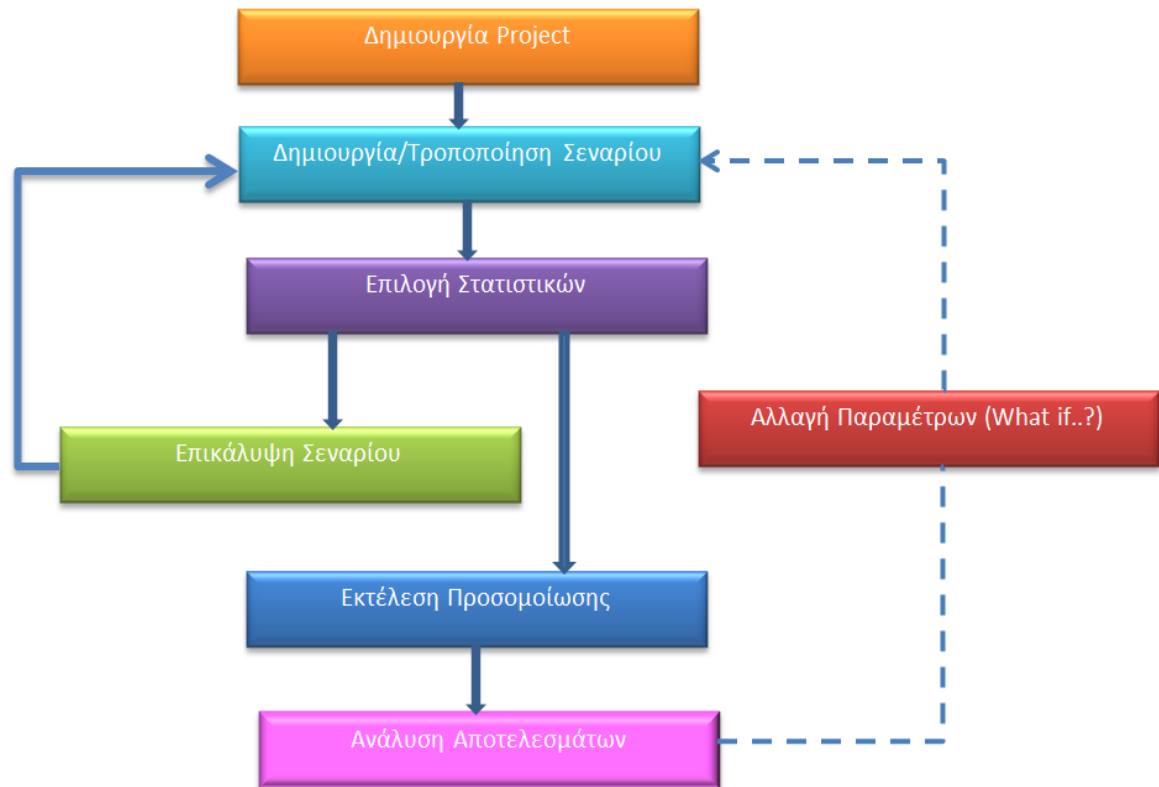 Δημιουργία Project
Δημιουργία/Τροποποίηση Σεναρίου
Επιλογή Στατιστικών
Αλλαγή Παραμέτρων (What if..?)
Επικάλυψη Σεναρίου
Εκτέλεση Προσομοίωσης
Ανάλυση Αποτελεσμάτων